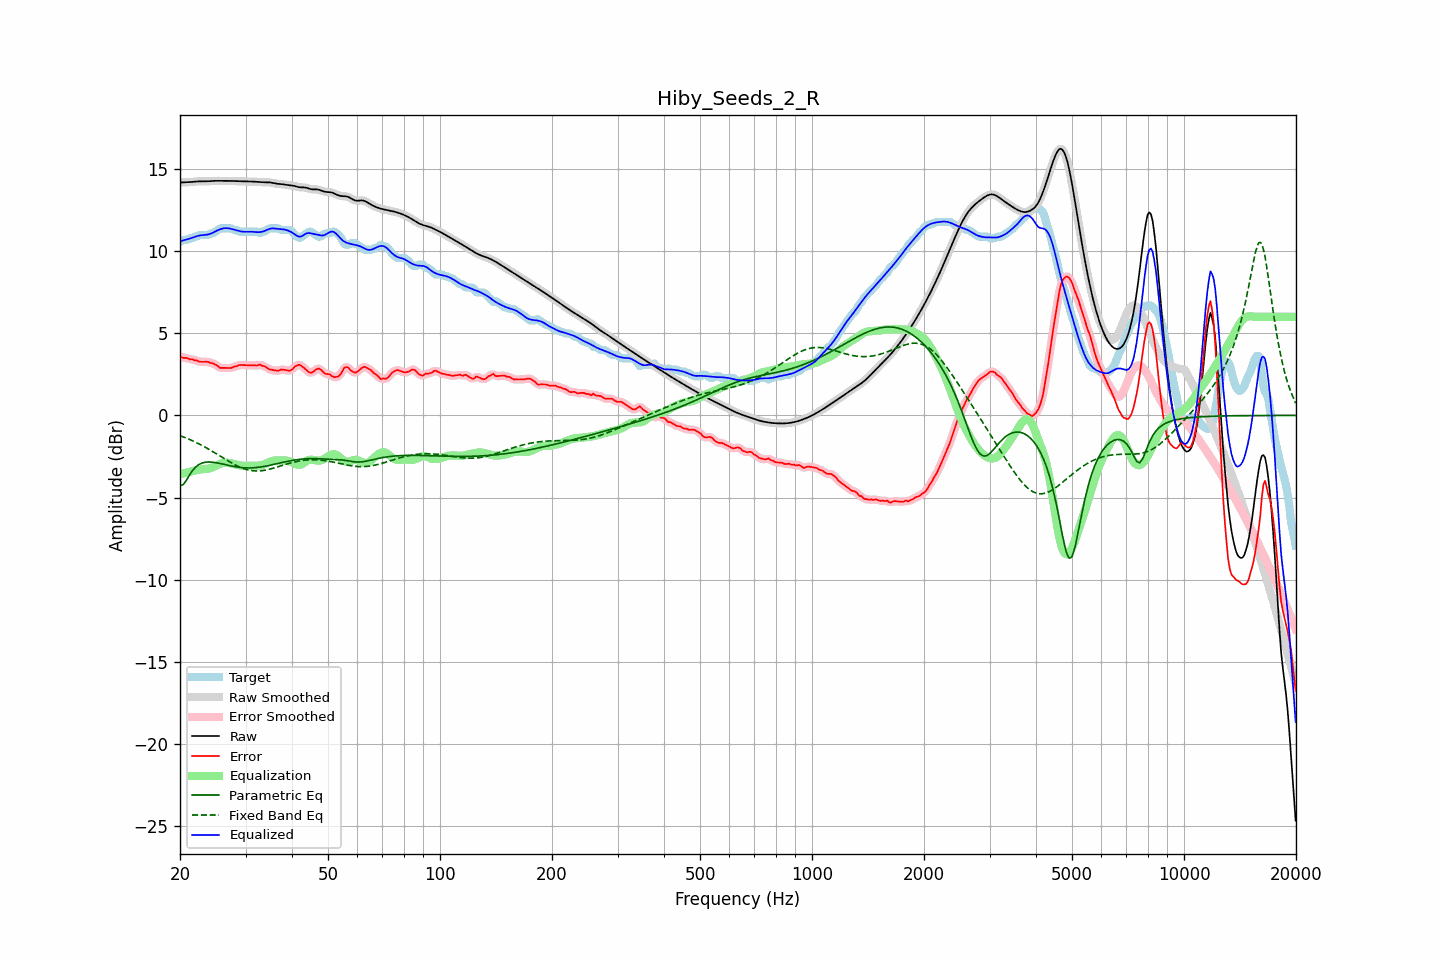 Hiby_Seeds_2_R
15
10
5
0
−5
−10
−15
−20
−25
Amplitude (dBr)
Target
Raw Smoothed
Error Smoothed
Raw
Error
Equalization
Parametric Eq
Fixed Band Eq
Equalized
20 50 100 200 500 1000 2000 5000 10000 20000
Frequency (Hz)